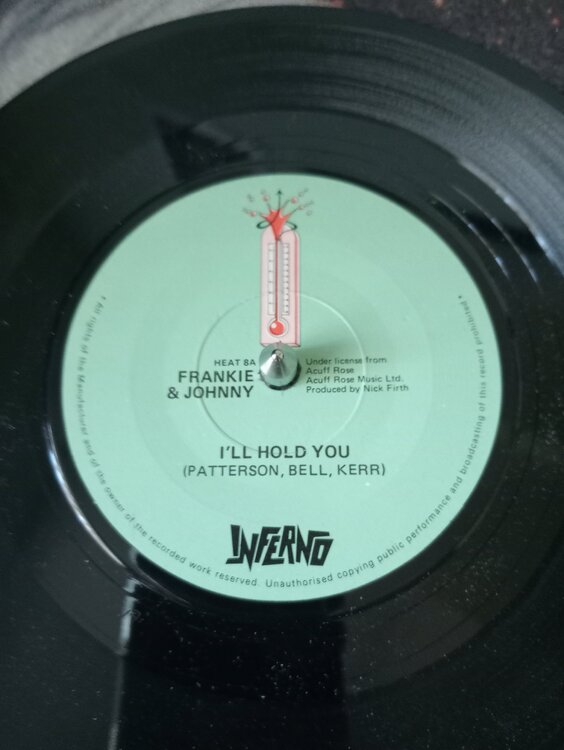 HEAT 8A
FRANKIE
& JOHNNY
Under license from
Acuff Rose
Acuff Rose Music Ltd.
Produced by Nick Firth
I'LL HOLD YOU
(PATTERSON, BELL, KERR)
INFERNO
• All rights of the Manufacturer and of the owner of the recorded work reserved. Unauthorised copying public performance and broadcasting of this record prohibited •